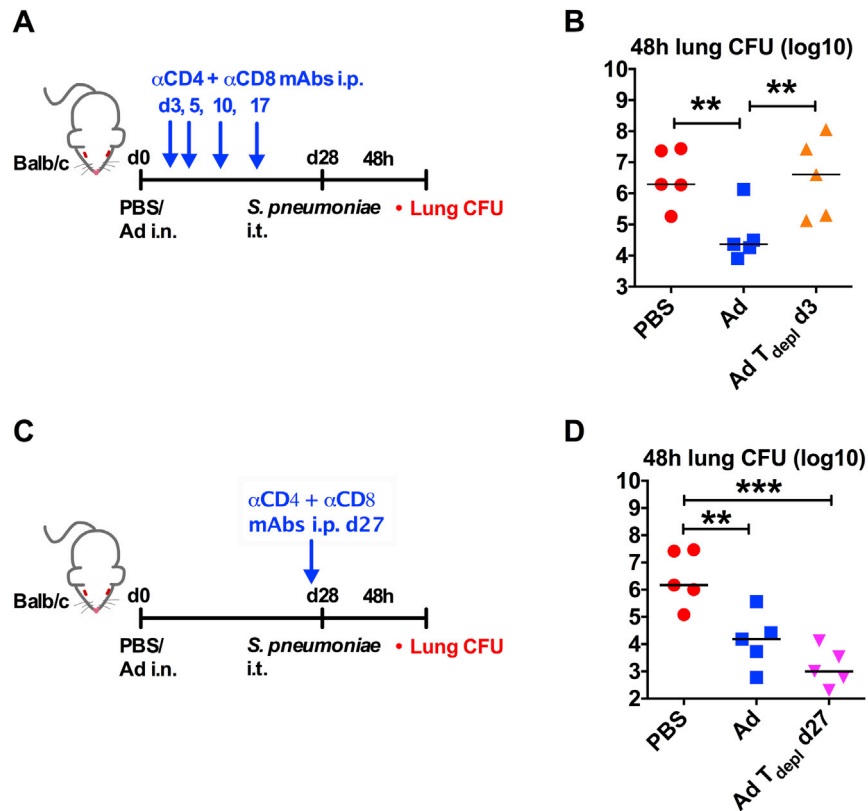 A
αCD4 + αCD8 mAbs i.p.
d3, 5, 10, 17
Balb/c
d0
d28
48h
PBS/
Ad i.n.
S. pneumoniae
i.t.
• Lung CFU
B
48h lung CFU (log10)
**
**
10
9
8
7
6
5
4
3
PBS
Ad
Ad Tdepl d3
C
αCD4 + αCD8
mAbs i.p. d27
Balb/c
d0
d28
48h
PBS/
Ad i.n.
S. pneumoniae
i.t.
• Lung CFU
D
48h lung CFU (log10)
***
**
10
9
8
7
6
5
4
3
2
PBS
Ad
Ad Tdepl d27